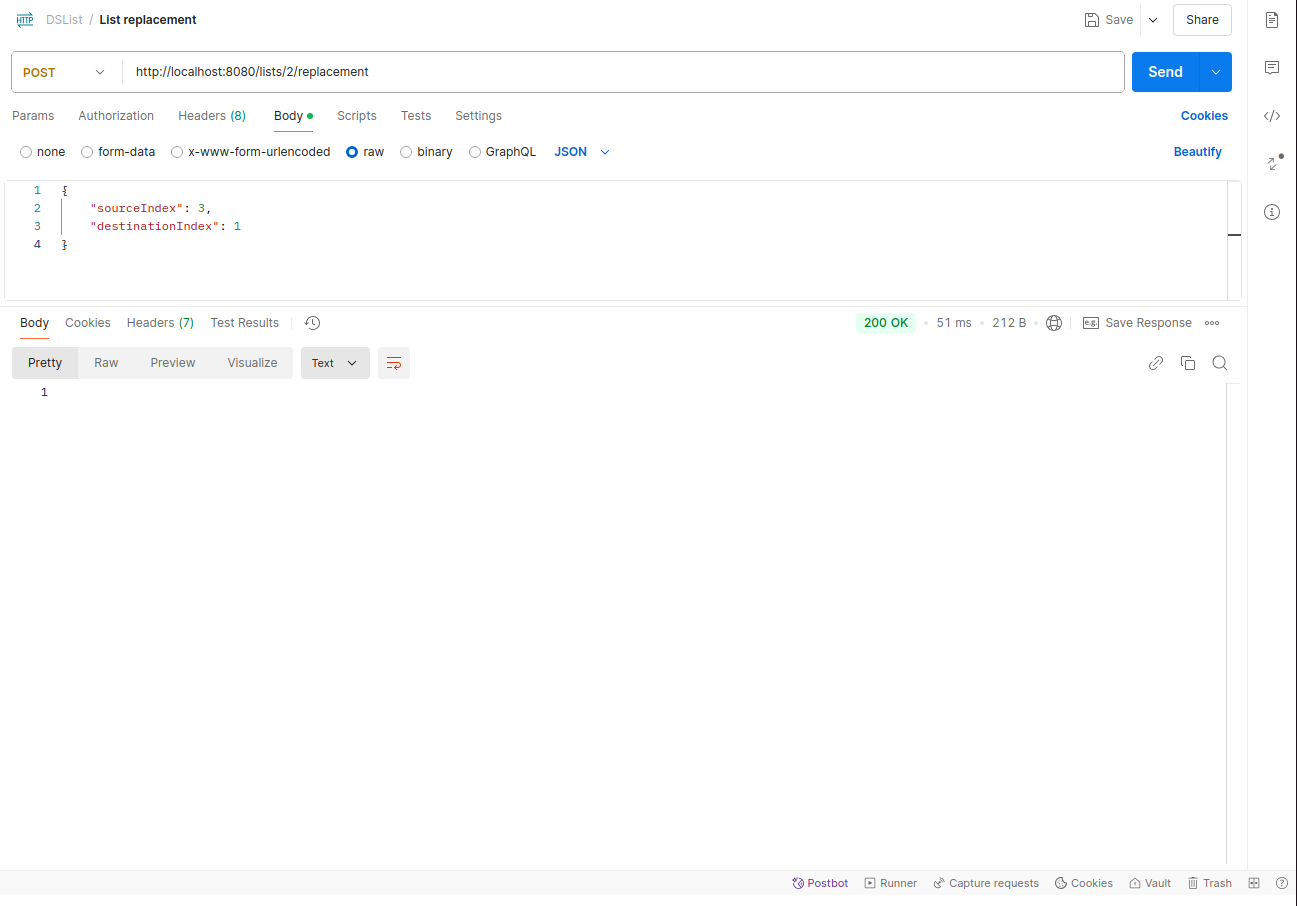 HTTP DSList / List replacement Save Share
POST http://localhost:8080/lists/2/replacement Send
Params Authorization Headers (8) Body Scripts Tests Settings Cookies
none form-data x-www-form-urlencoded raw binary GraphQL JSON Beautify
1 {
2 "sourceIndex": 3,
3 "destinationIndex": 1
4 }
Body Cookies Headers (7) Test Results 200 OK 51 ms 212 B e.g. Save Response
Pretty Raw Preview Visualize Text
1
Postbot Runner Capture requests Cookies Vault Trash